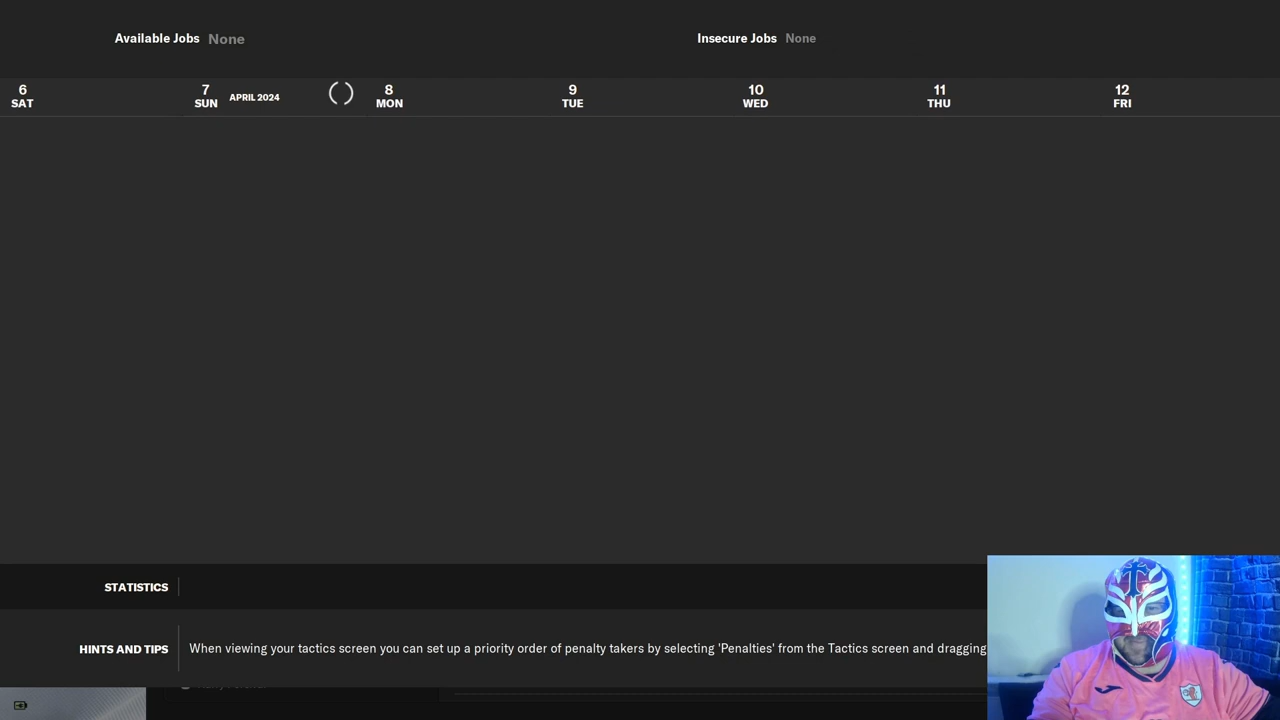 Available Jobs None
Insecure Jobs None
6 SAT
7 SUN APRIL 2024
8 MON
9 TUE
10 WED
11 THU
12 FRI
STATISTICS
HINTS AND TIPS
When viewing your tactics screen you can set up a priority order of penalty takers by selecting 'Penalties' from the Tactics screen and dragging